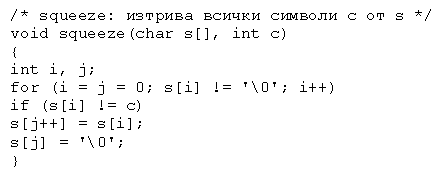 /* squeeze: изтрива всички символи c от s */
void squeeze(char s[], int c)
{
int i, j;
for (i = j = 0; s[i] != '\0'; i++)
if (s[i] != c)
s[j++] = s[i];
s[j] = '\0';
}